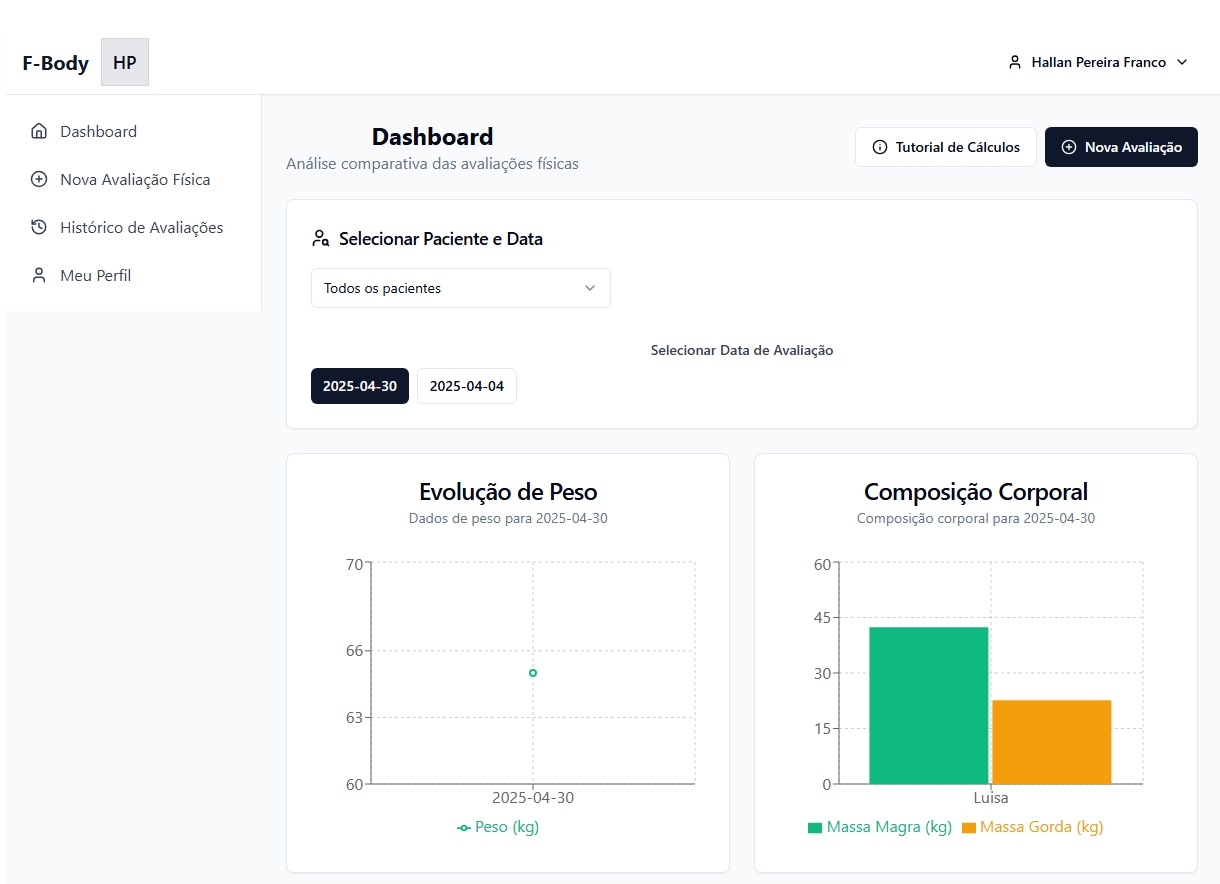 F-Body HP
Hallan Pereira Franco
Dashboard
Nova Avaliação Física
Histórico de Avaliações
Meu Perfil
Dashboard
Análise comparativa das avaliações físicas
Tutorial de Cálculos
Nova Avaliação
Selecionar Paciente e Data
Todos os pacientes
Selecionar Data de Avaliação
2025-04-30 2025-04-04
Evolução de Peso
Dados de peso para 2025-04-30
70
66
63
60
2025-04-30
Peso (kg)
Composição Corporal
Composição corporal para 2025-04-30
60
45
30
15
0
Luisa
Massa Magra (kg) Massa Gorda (kg)